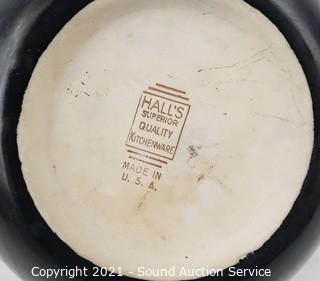 HALL'S
SUPERIOR
QUALITY
KITCHENWARE
MADE IN
U. S. A.
Copyright 2021 - Sound Auction Service